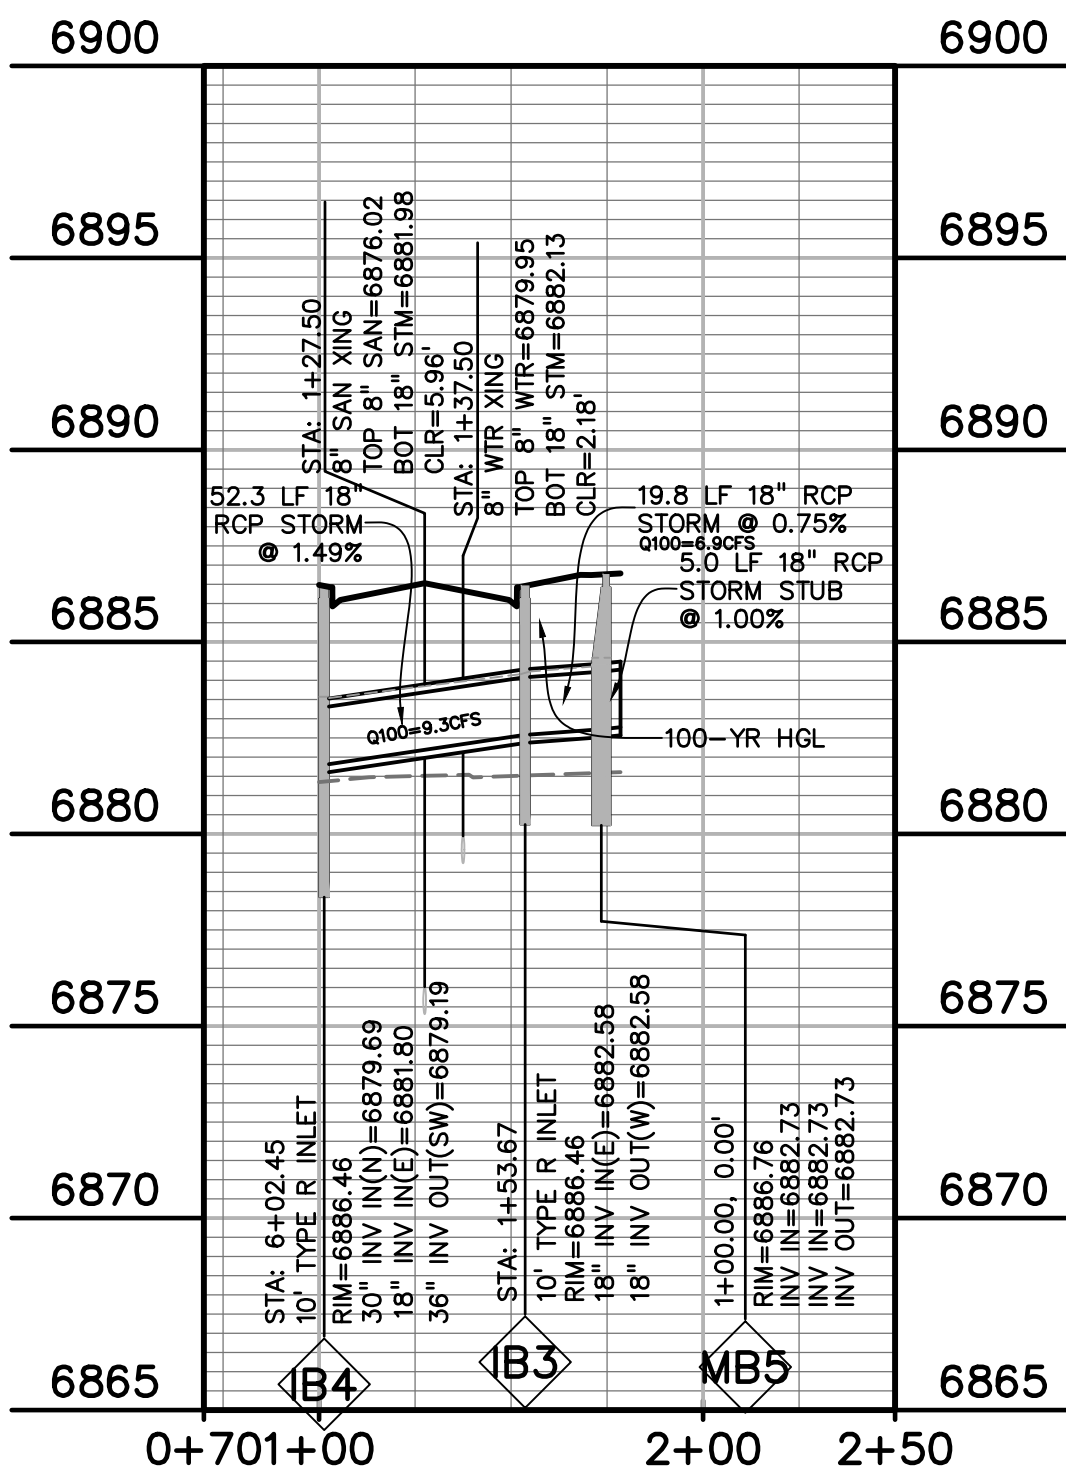 6900
6900
6895
6895
6890
6890
6885
6885
6880
6880
6875
6875
6870
6870
6865
6865
STA: 1+27.50
8" SAN XING
TOP 8" SAN=6876.02
BOT 18" STM=6881.98
CLR=5.96'
STA: 1+37.50
8" WTR XING
TOP 8" WTR=6879.95
BOT 18" STM=6882.13
CLR=2.18'
52.3 LF 18"
RCP STORM
@ 1.49%
19.8 LF 18" RCP
STORM @ 0.75%
Q100=6.9CFS
5.0 LF 18" RCP
STORM STUB
@ 1.00%
Q100=9.3CFS
100-YR HGL
STA: 6+02.45
10' TYPE R INLET
RIM=6886.46
30" INV IN(N)=6879.69
18" INV IN(E)=6881.80
36" INV OUT(SW)=6879.19
STA: 1+53.67
10' TYPE R INLET
RIM=6886.46
18" INV IN(E)=6882.58
18" INV OUT(W)=6882.58
1+00.00, 0.00'
RIM=6886.76
INV IN=6882.73
INV IN=6882.73
INV OUT=6882.73
IB4
IB3
MB5
0+70
1+00
2+00
2+50